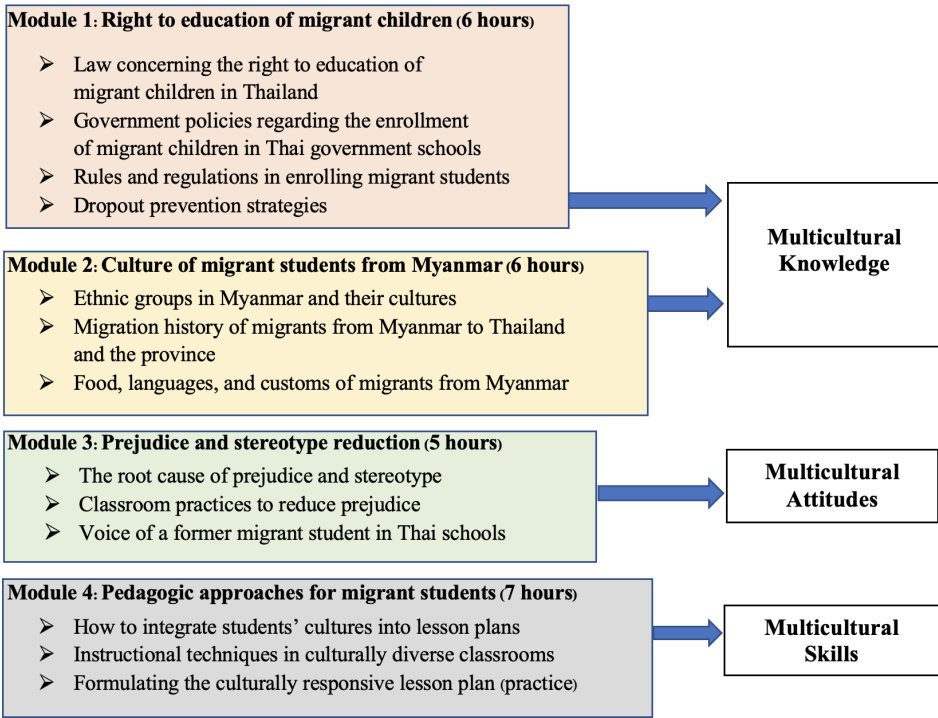 Module 1: Right to education of migrant children (6 hours)
➢ Law concerning the right to education of
migrant children in Thailand
➢ Government policies regarding the enrollment
of migrant children in Thai government schools
➢ Rules and regulations in enrolling migrant students
➢ Dropout prevention strategies
Multicultural
Knowledge
Module 2: Culture of migrant students from Myanmar (6 hours)
➢ Ethnic groups in Myanmar and their cultures
➢ Migration history of migrants from Myanmar to Thailand
and the province
➢ Food, languages, and customs of migrants from Myanmar
Module 3: Prejudice and stereotype reduction (5 hours)
➢ The root cause of prejudice and stereotype
➢ Classroom practices to reduce prejudice
➢ Voice of a former migrant student in Thai schools
Multicultural
Attitudes
Module 4: Pedagogic approaches for migrant students (7 hours)
➢ How to integrate students’ cultures into lesson plans
➢ Instructional techniques in culturally diverse classrooms
➢ Formulating the culturally responsive lesson plan (practice)
Multicultural
Skills